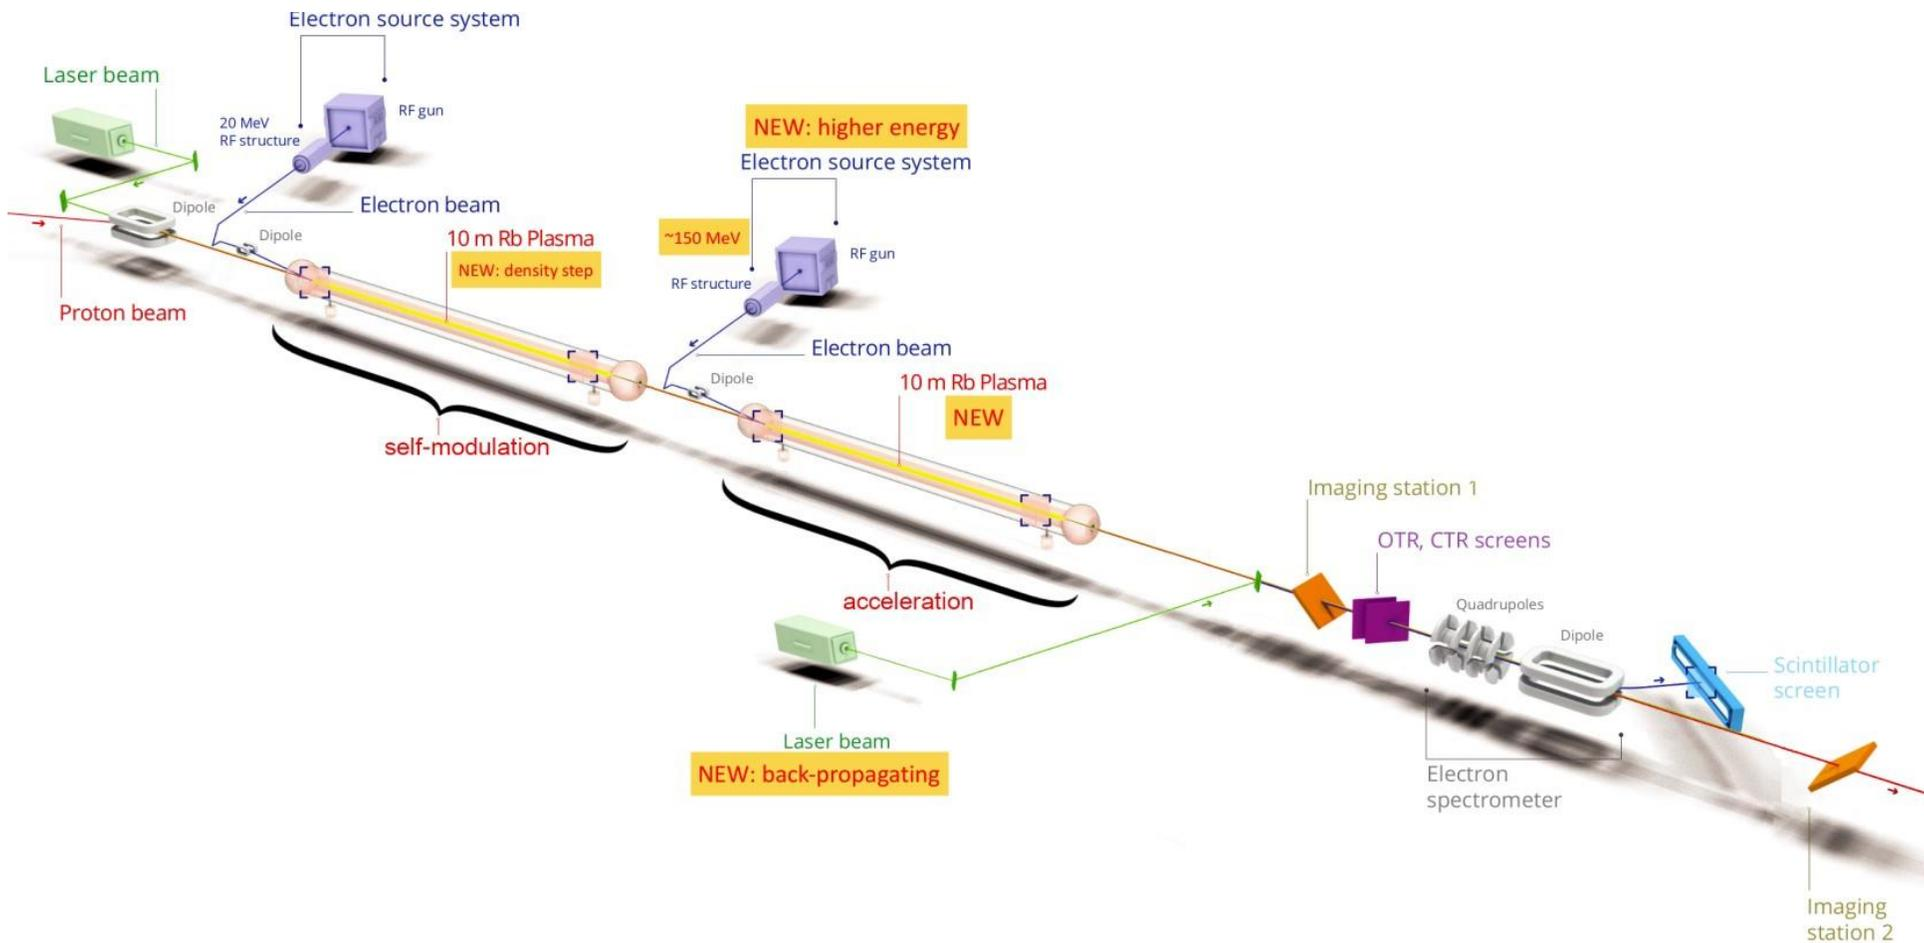 Electron source system
Laser beam
RF gun
20 MeV
RF structure
Dipole
Electron beam
Dipole
10 m Rb Plasma
NEW: density step
Proton beam
self-modulation
NEW: higher energy
Electron source system
~150 MeV
RF gun
RF structure
Electron beam
Dipole
10 m Rb Plasma
NEW
acceleration
Laser beam
NEW: back-propagating
Imaging station 1
OTR, CTR screens
Quadrupoles
Dipole
Scintillator
screen
Electron
spectrometer
Imaging
station 2